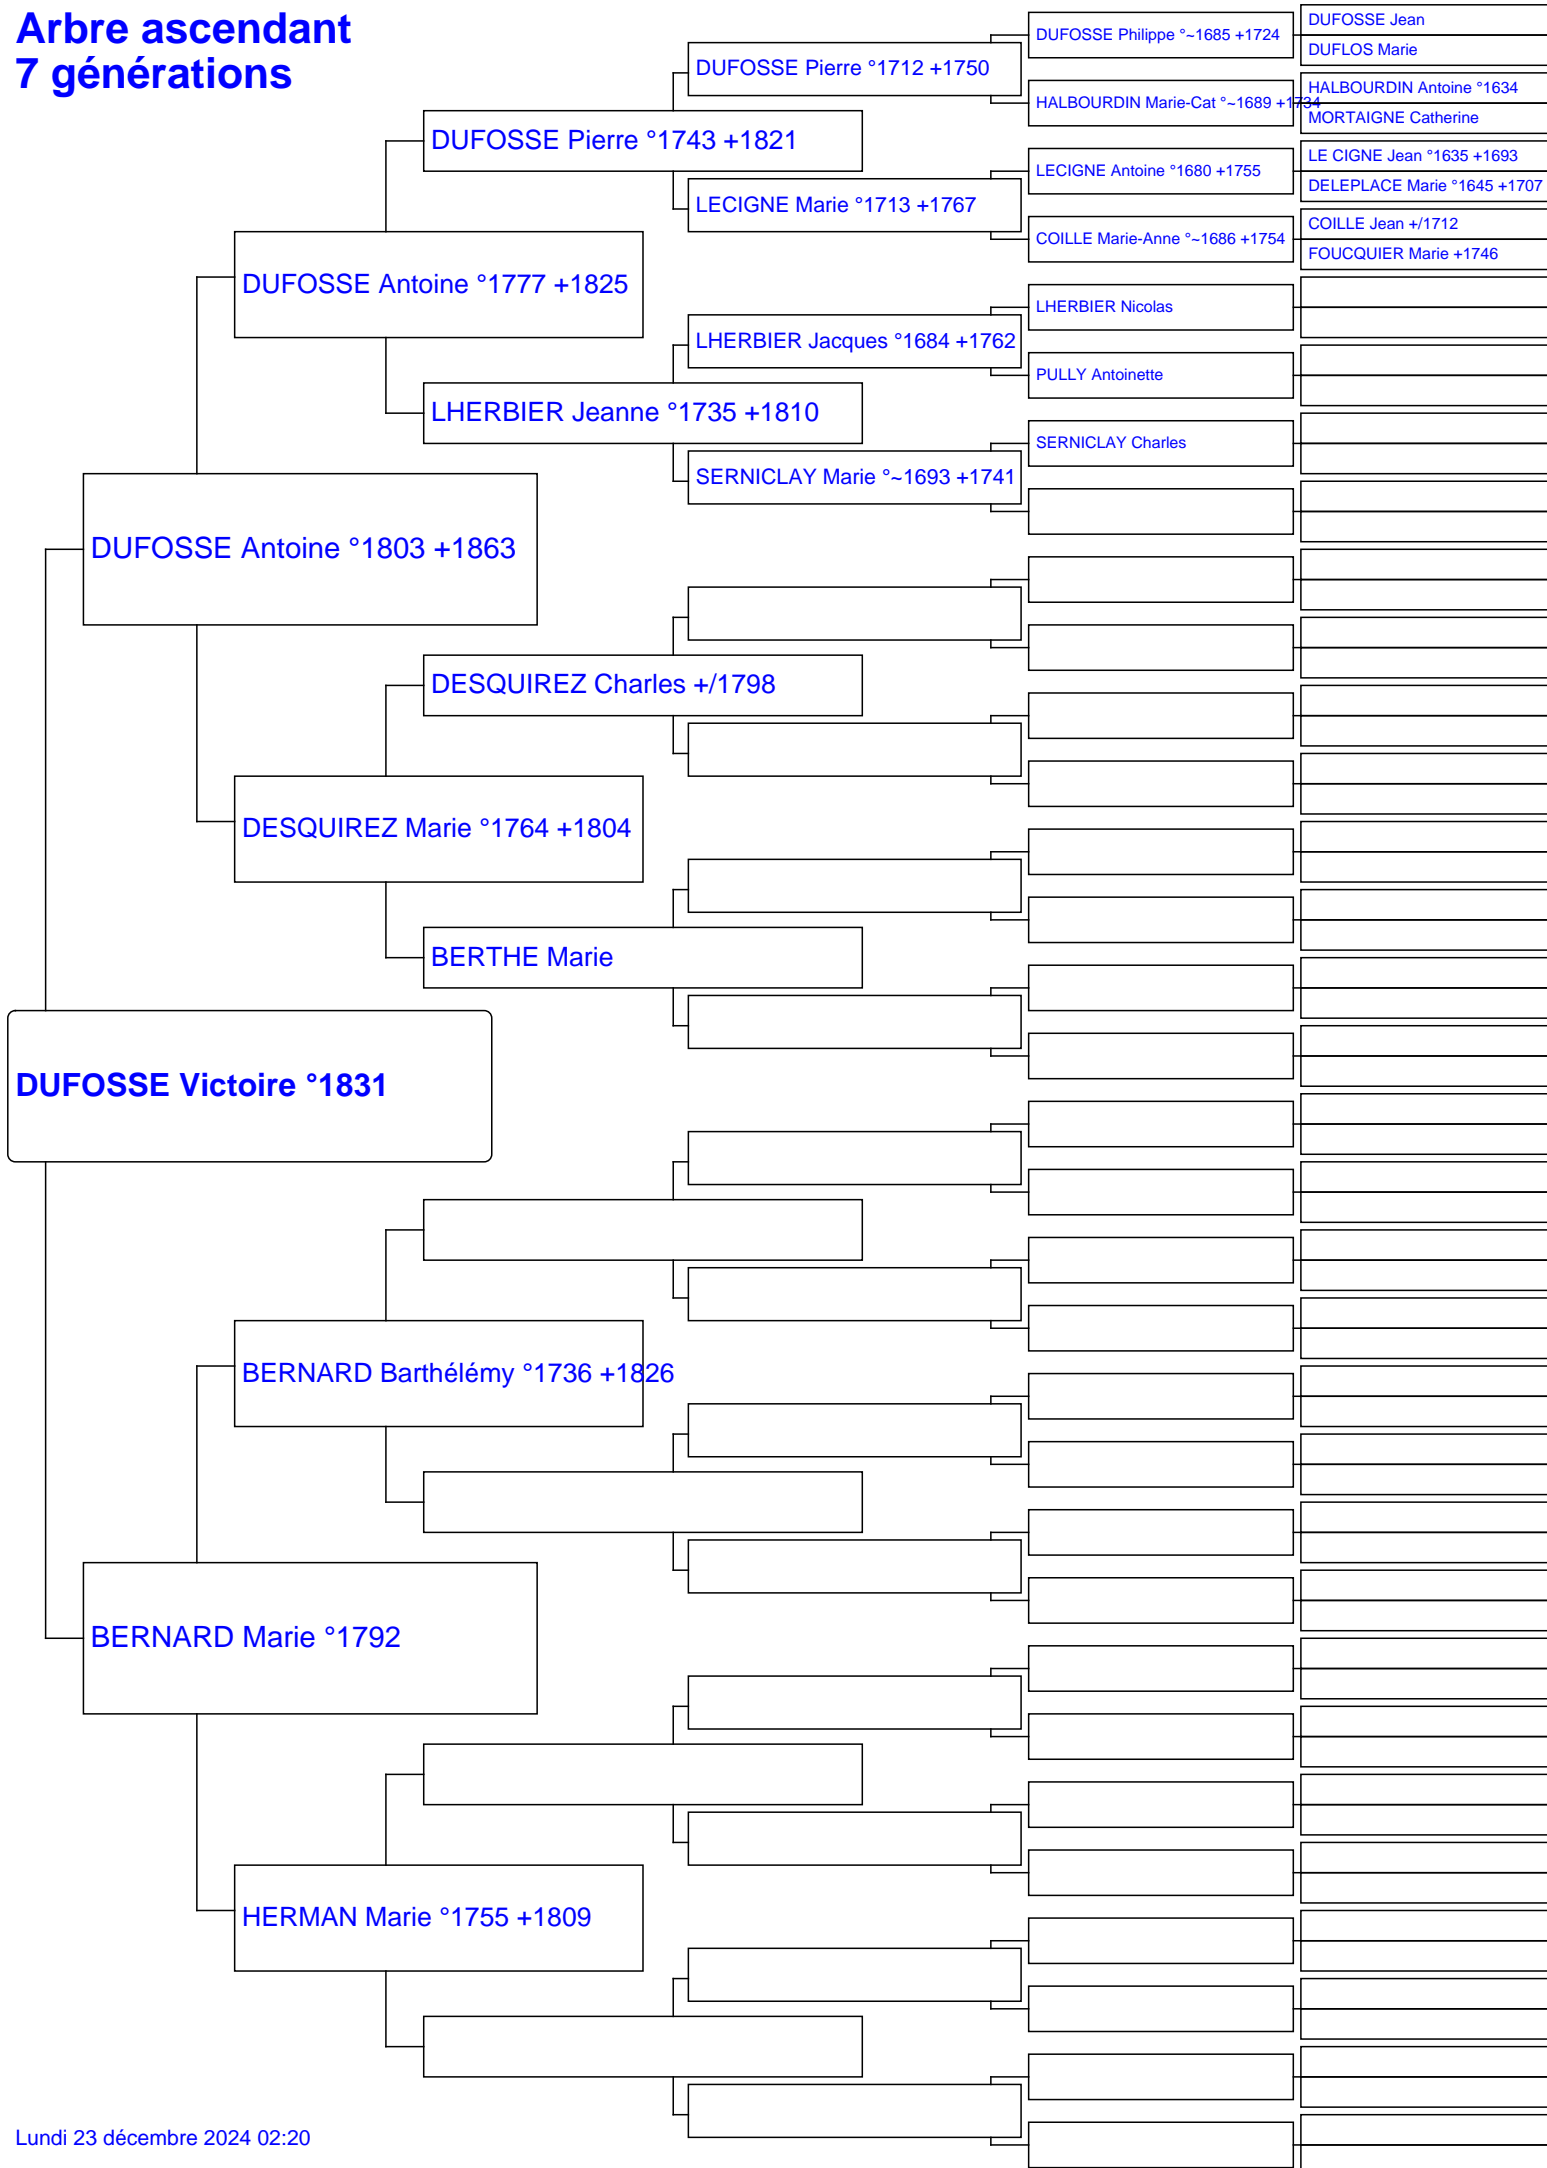 Arbre ascendant
7 générations
DUFOSSE Philippe °~1685 +1724
DUFOSSE Jean
DUFLOS Marie
DUFOSSE Pierre °1712 +1750
HALBOURDIN Marie-Cat °~1689 +1734
HALBOURDIN Antoine °1634
MORTAIGNE Catherine
DUFOSSE Pierre °1743 +1821
LECIGNE Antoine °1680 +1755
LE CIGNE Jean °1635 +1693
DELEPLACE Marie °1645 +1707
LECIGNE Marie °1713 +1767
COILLE Marie-Anne °~1686 +1754
COILLE Jean +/1712
FOUCQUIER Marie +1746
DUFOSSE Antoine °1777 +1825
LHERBIER Nicolas
LHERBIER Jacques °1684 +1762
PULLY Antoinette
LHERBIER Jeanne °1735 +1810
SERNICLAY Charles
SERNICLAY Marie °~1693 +1741
DUFOSSE Antoine °1803 +1863
DESQUIREZ Charles +/1798
DESQUIREZ Marie °1764 +1804
BERTHE Marie
DUFOSSE Victoire °1831
BERNARD Barthélémy °1736 +1826
BERNARD Marie °1792
HERMAN Marie °1755 +1809
Lundi 23 décembre 2024 02:20